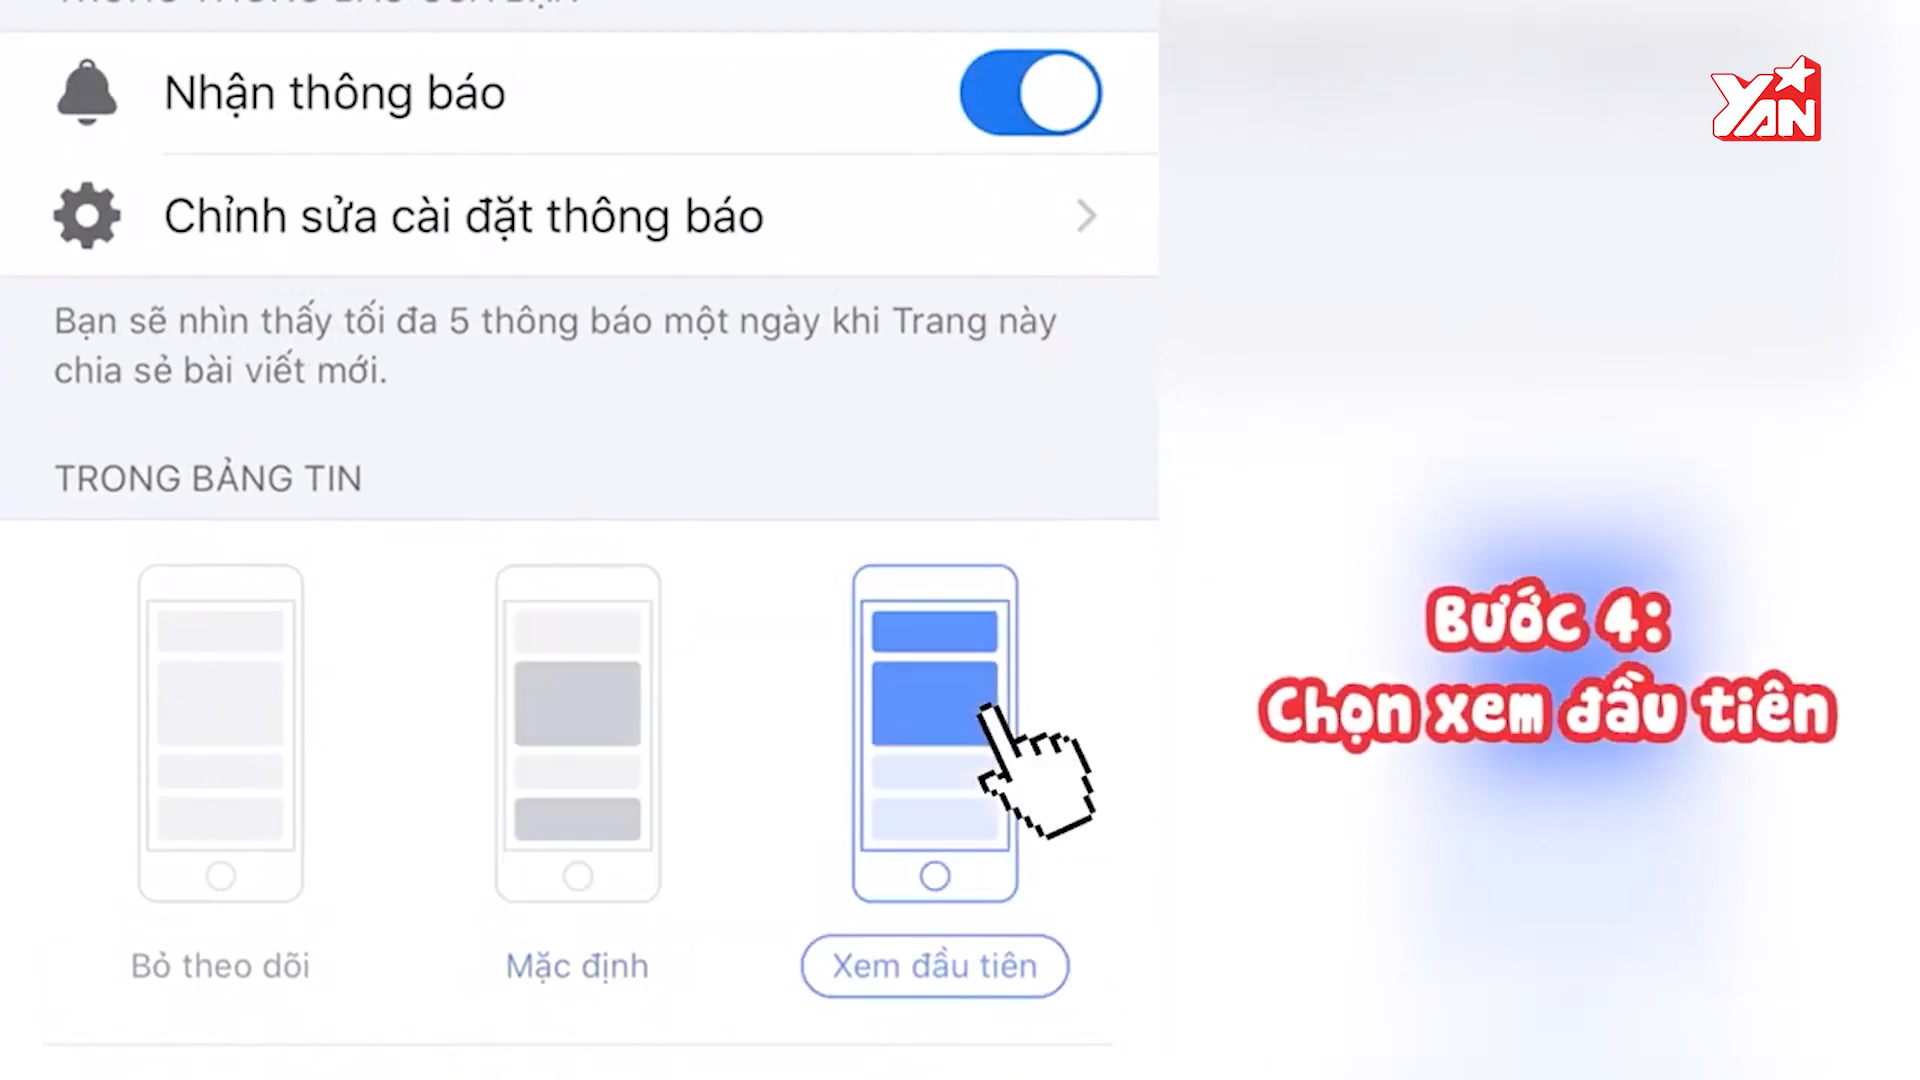 Nhận thông báo
Chỉnh sửa cài đặt thông báo
Bạn sẽ nhìn thấy tối đa 5 thông báo một ngày khi Trang này
chia sẻ bài viết mới.
TRONG BẢNG TIN
Bỏ theo dõi
Mặc định
Xem đầu tiên
YAN
Bước 4:
Chọn xem đầu tiên